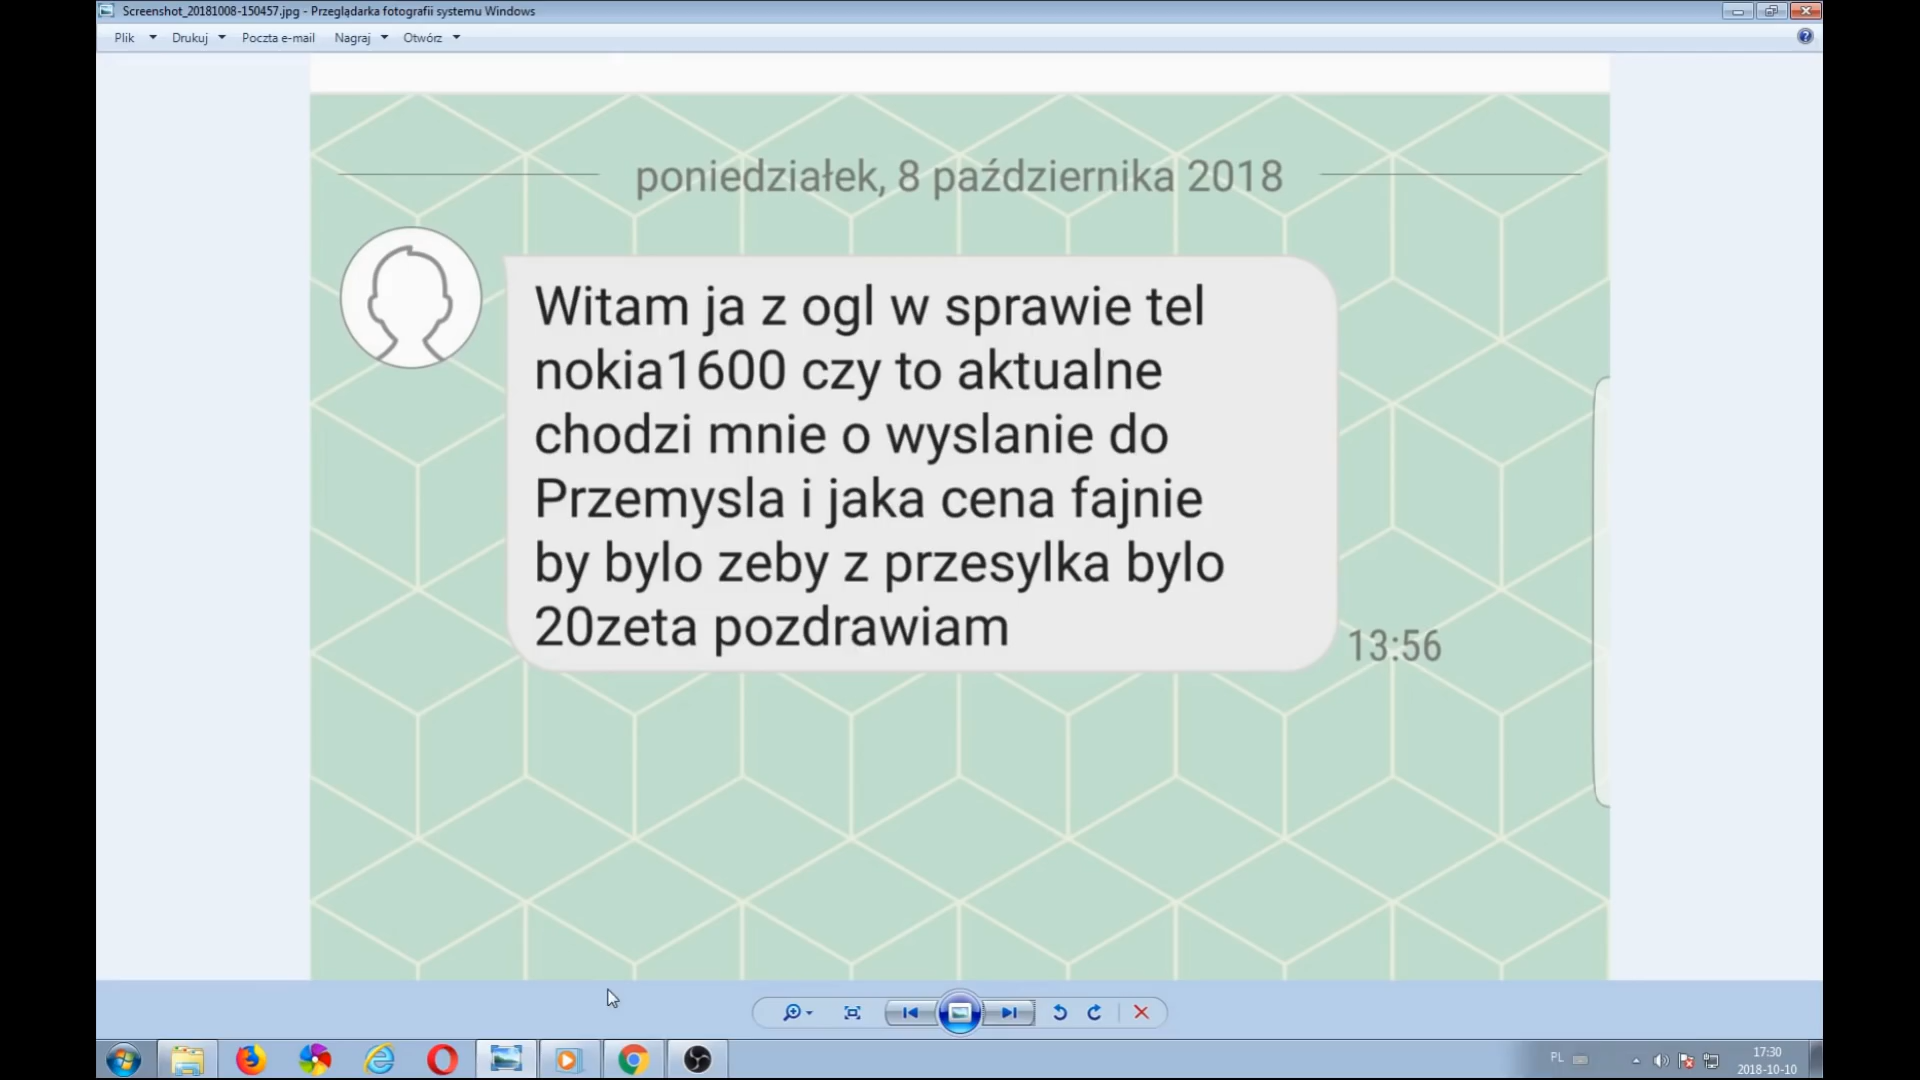 Screenshot_20181008-150457.jpg - Przeglądarka fotografii systemu Windows
Plik Drukuj Poczta e-mail Nagraj Otwórz
poniedziałek, 8 października 2018
Witam ja z ogl w sprawie tel
nokia1600 czy to aktualne
chodzi mnie o wyslanie do
Przemysla i jaka cena fajnie
by bylo zeby z przesylka bylo
20zeta pozdrawiam
13:56
PL
17:30
2018-10-10